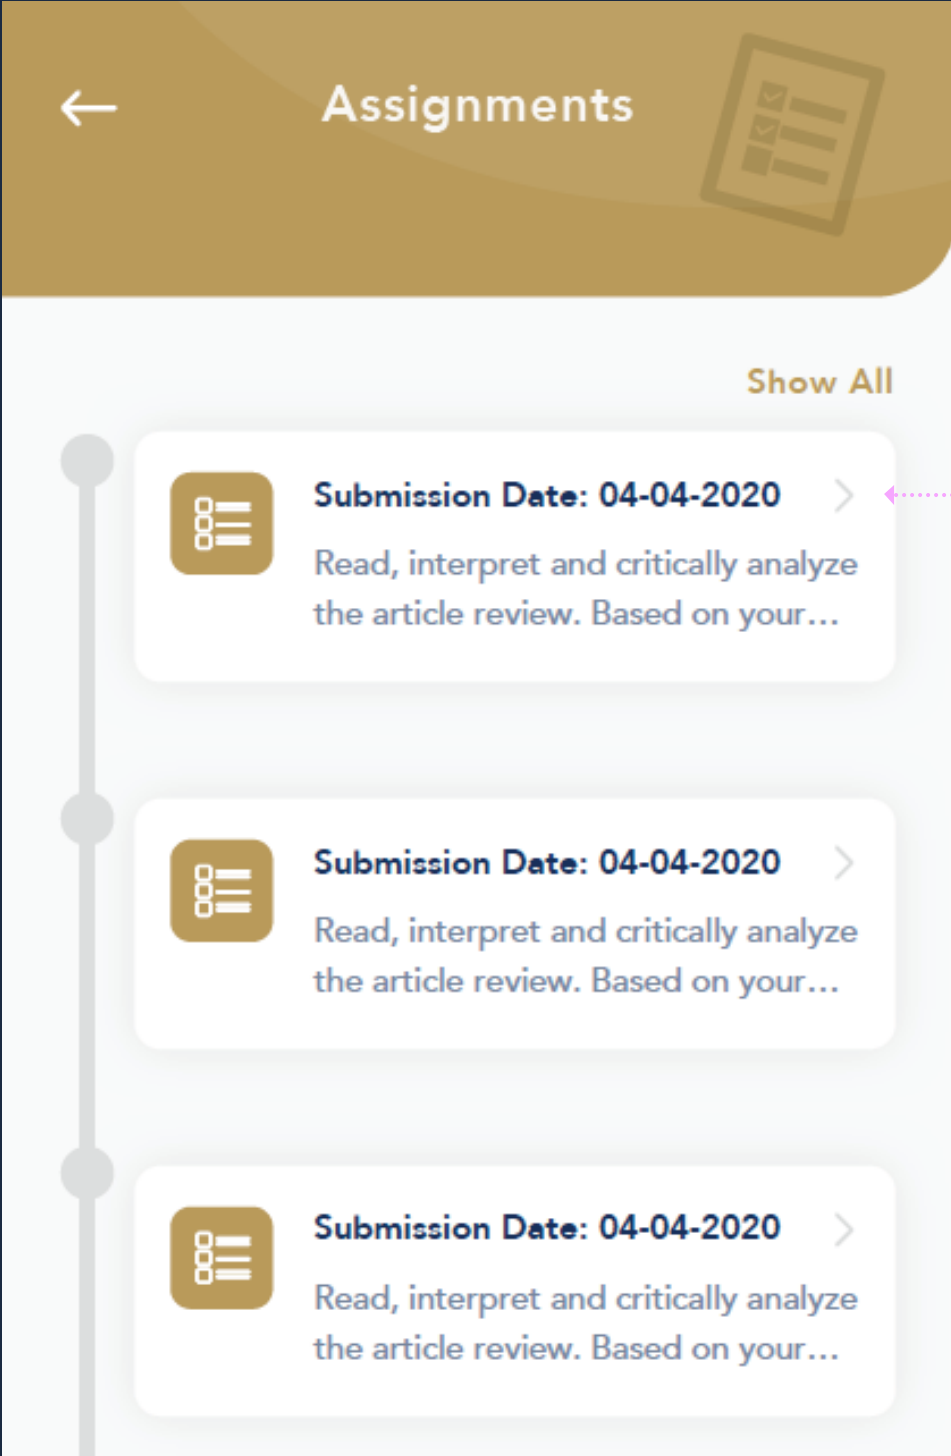 Assignments
Show All
Submission Date: 04-04-2020
Read, interpret and critically analyze
the article review. Based on your...
Submission Date: 04-04-2020
Read, interpret and critically analyze
the article review. Based on your...
Submission Date: 04-04-2020
Read, interpret and critically analyze
the article review. Based on your...